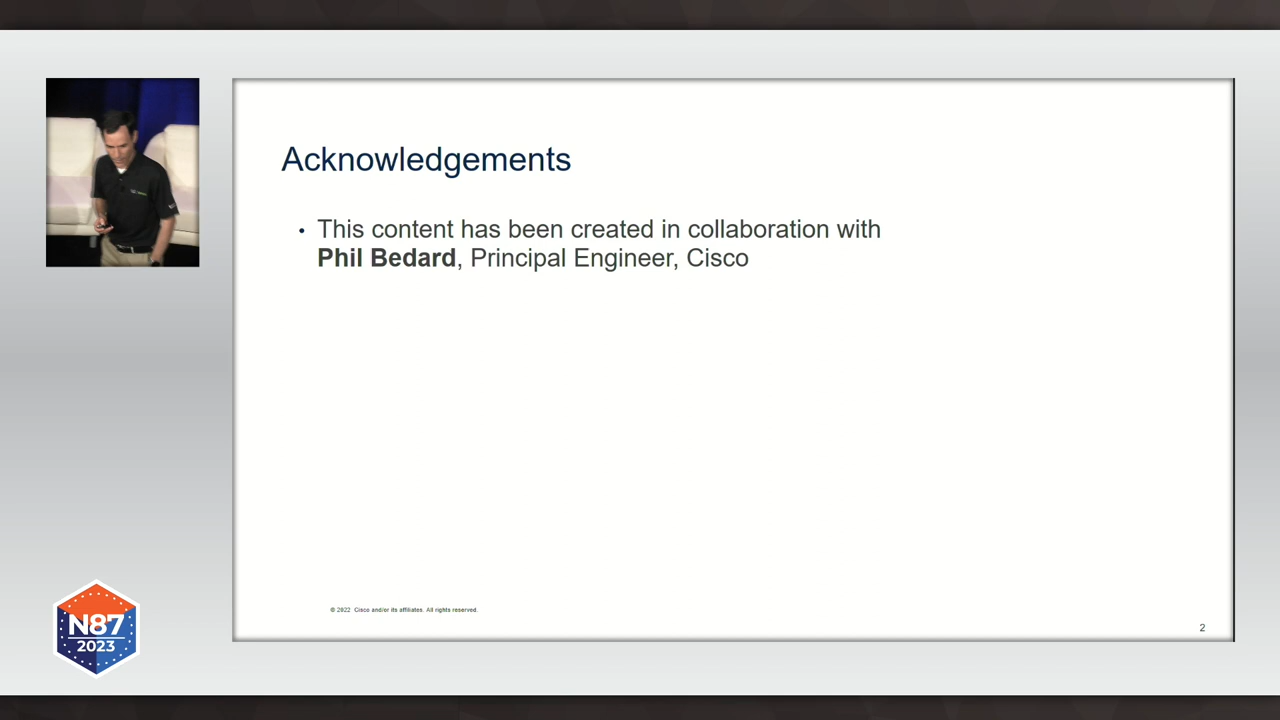 Acknowledgements
• This content has been created in collaboration with
Phil Bedard, Principal Engineer, Cisco
© 2022 Cisco and/or its affiliates. All rights reserved.
2
N87
2023